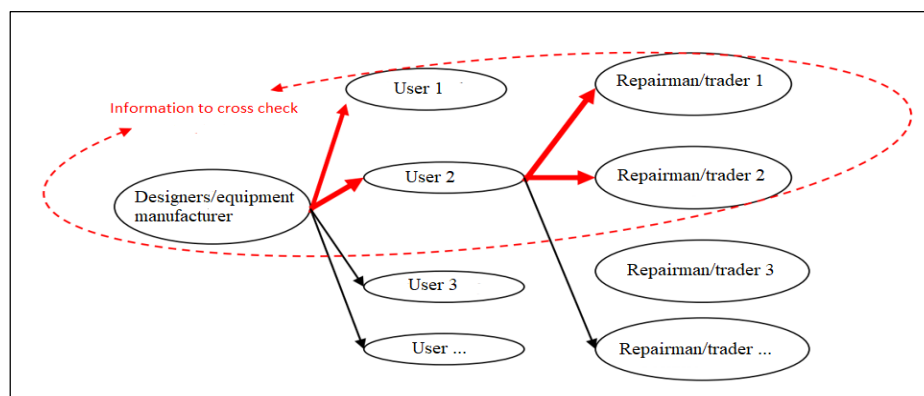 Information to cross check
User 1
Repairman/trader 1
Designers/equipment
manufacturer
User 2
Repairman/trader 2
User 3
Repairman/trader 3
User ...
Repairman/trader ...